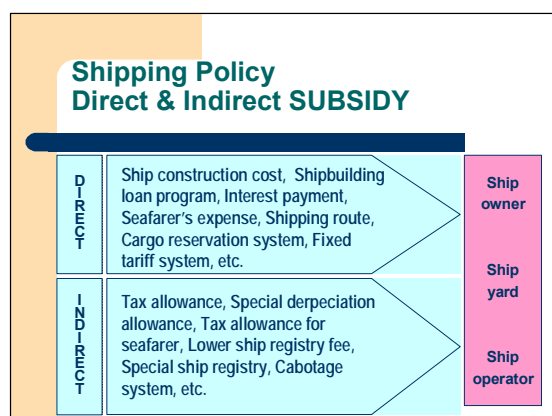 Shipping Policy
Direct & Indirect SUBSIDY
DIRECT
Ship construction cost, Shipbuilding
loan program, Interest payment,
Seafarer's expense, Shipping route,
Cargo reservation system, Fixed
tariff system, etc.
INDIRECT
Tax allowance, Special derpeciation
allowance, Tax allowance for
seafarer, Lower ship registry fee,
Special ship registry, Cabotage
system, etc.
Ship
owner
Ship
yard
Ship
operator